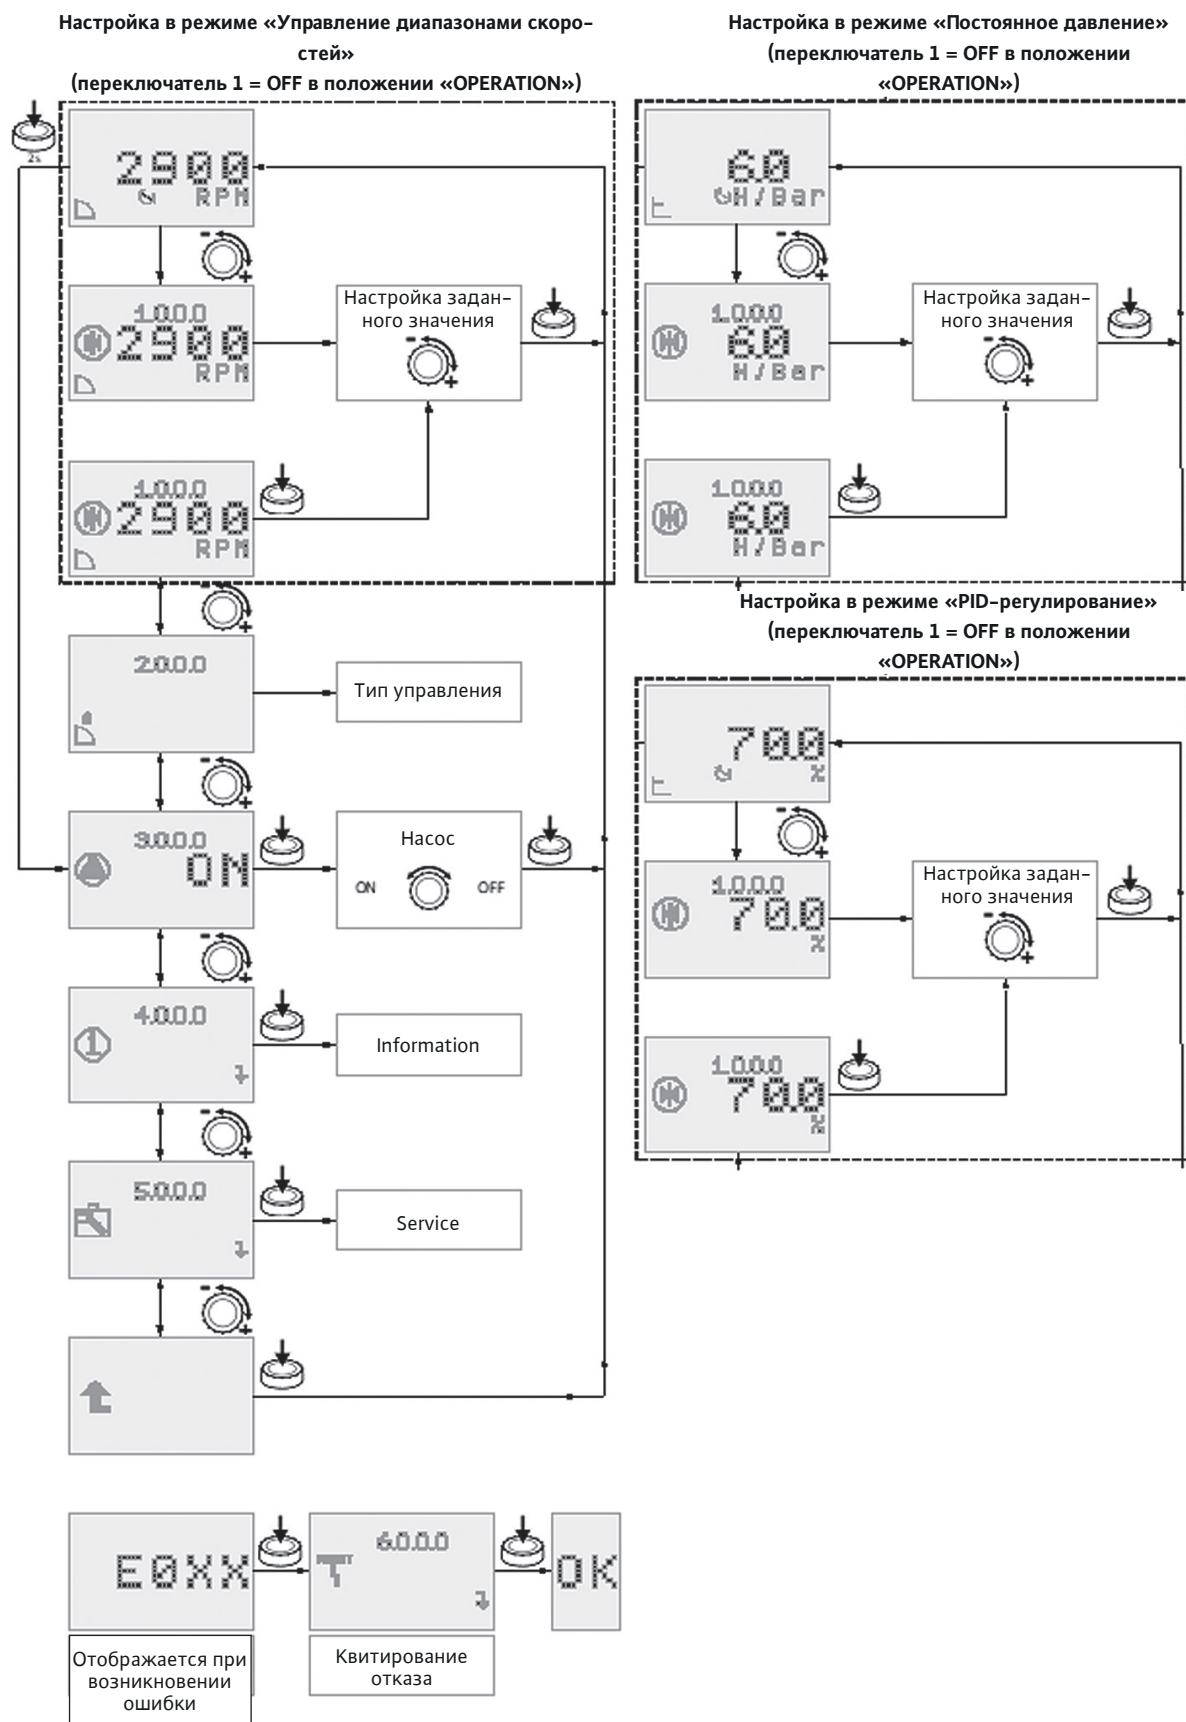 Настройка в режиме «Управление диапазонами скоро-
стей»
(переключатель 1 = OFF в положении «OPERATION»)
2s
2900
RPM
- +
1.0.0.0
2900
RPM
Настройка задан-
ного значения
- +
1.0.0.0
2900
RPM
- +
2.0.0.0
Тип управления
- +
3.0.0.0
ON
Насос
ON OFF
- +
4.0.0.0
1
Information
- +
5.0.0.0
Service
- +
E0XX
6.0.0.0
OK
Отображается при
возникновении
ошибки
Квитирование
отказа
Настройка в режиме «Постоянное давление»
(переключатель 1 = OFF в положении
«OPERATION»)
6.0
H/Bar
- +
1.0.0.0
6.0
H/Bar
Настройка задан-
ного значения
- +
1.0.0.0
6.0
H/Bar
Настройка в режиме «PID-регулирование»
(переключатель 1 = OFF в положении
«OPERATION»)
70.0
%
- +
1.0.0.0
70.0
%
Настройка задан-
ного значения
- +
1.0.0.0
70.0
%